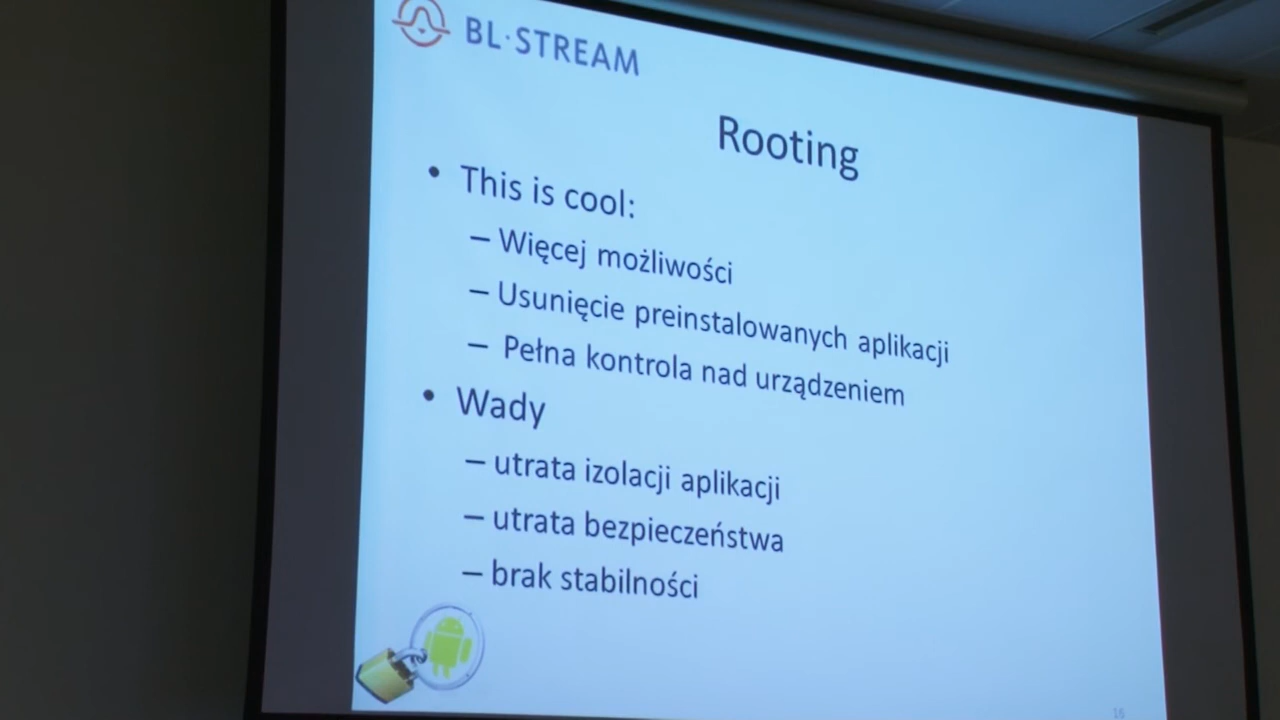 BL·STREAM
Rooting
• This is cool:
– Więcej możliwości
– Usunięcie preinstalowanych aplikacji
– Pełna kontrola nad urządzeniem
• Wady
– utrata izolacji aplikacji
– utrata bezpieczeństwa
– brak stabilności
16